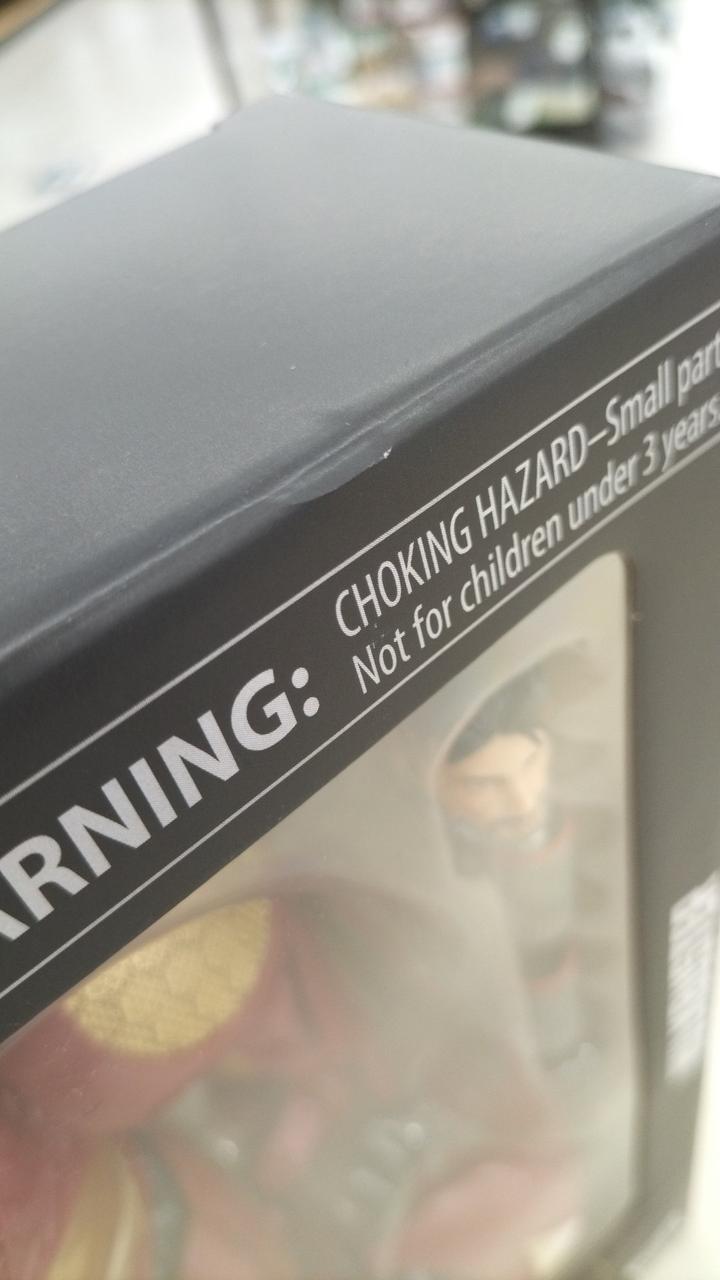 ARNING:
CHOKING HAZARD–Small part
Not for children under 3 years.